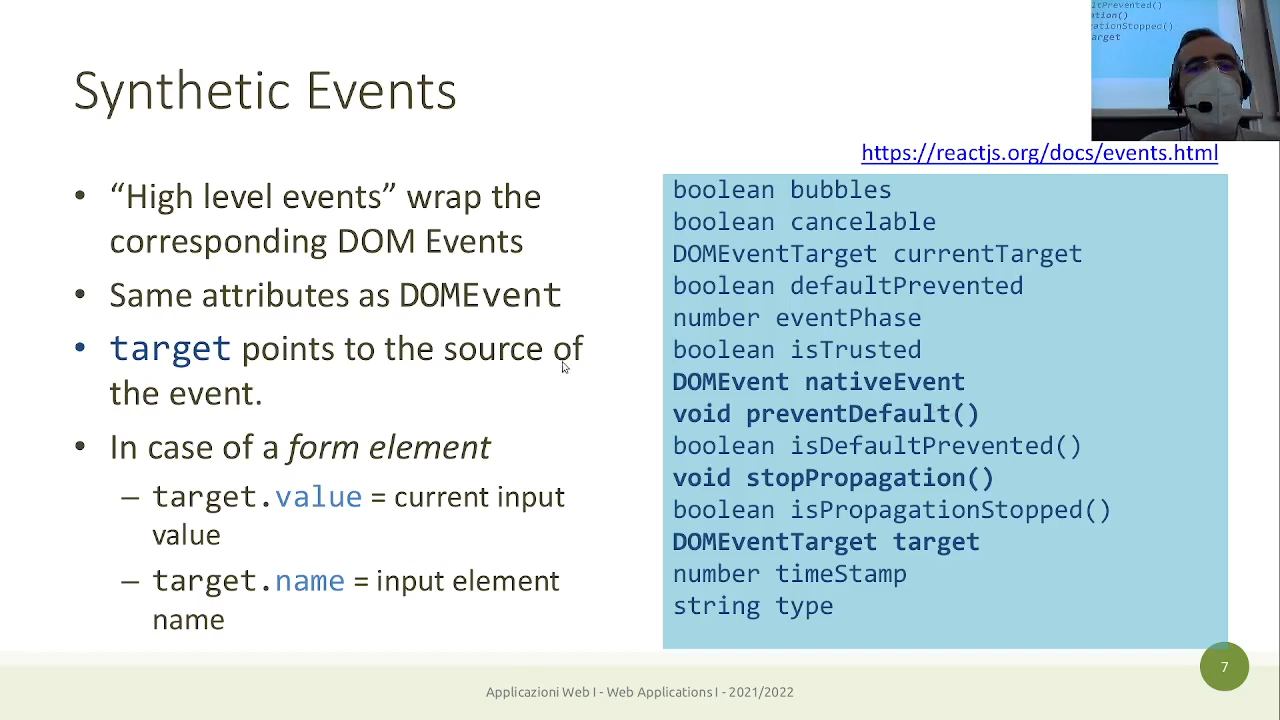 ltPrevented()
ation()
gationStopped()
arget
Synthetic Events
https://reactjs.org/docs/events.html
• “High level events” wrap the
corresponding DOM Events
• Same attributes as DOMEvent
• target points to the source of
the event.
• In case of a form element
– target.value = current input
value
– target.name = input element
name
boolean bubbles
boolean cancelable
DOMEventTarget currentTarget
boolean defaultPrevented
number eventPhase
boolean isTrusted
DOMEvent nativeEvent
void preventDefault()
boolean isDefaultPrevented()
void stopPropagation()
boolean isPropagationStopped()
DOMEventTarget target
number timeStamp
string type
7
Applicazioni Web I - Web Applications I - 2021/2022